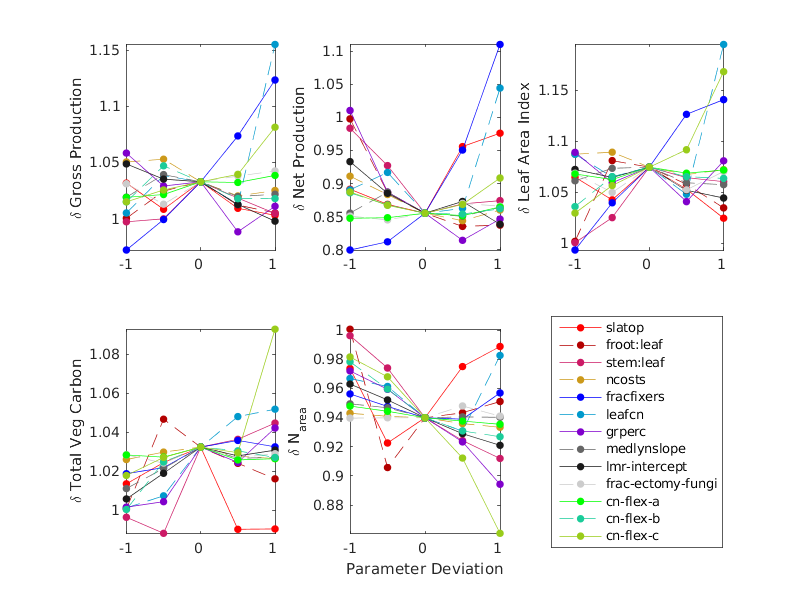 δ Gross Production
1.15
1.1
1.05
1
-1 0 1
δ Net Production
1.1
1.05
1
0.95
0.9
0.85
0.8
-1 0 1
δ Leaf Area Index
1.15
1.1
1.05
1
-1 0 1
δ Total Veg Carbon
1.08
1.06
1.04
1.02
1
-1 0 1
δ N_area
1
0.98
0.96
0.94
0.92
0.9
0.88
-1 0 1
Parameter Deviation
slatop
froot:leaf
stem:leaf
ncosts
fracfixers
leafcn
grperc
medlynslope
lmr-intercept
frac-ectomy-fungi
cn-flex-a
cn-flex-b
cn-flex-c